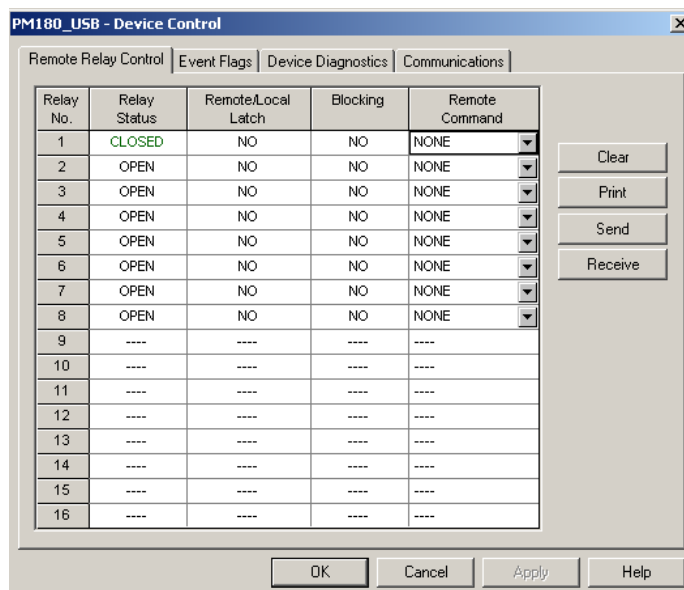 PM180_USB - Device Control
Remote Relay Control Event Flags Device Diagnostics Communications
Relay No. Relay Status Remote/Local Latch Blocking Remote Command
1 CLOSED NO NO NONE
2 OPEN NO NO NONE
3 OPEN NO NO NONE
4 OPEN NO NO NONE
5 OPEN NO NO NONE
6 OPEN NO NO NONE
7 OPEN NO NO NONE
8 OPEN NO NO NONE
9 ---- ---- ---- ----
10 ---- ---- ---- ----
11 ---- ---- ---- ----
12 ---- ---- ---- ----
13 ---- ---- ---- ----
14 ---- ---- ---- ----
15 ---- ---- ---- ----
16 ---- ---- ---- ----
Clear
Print
Send
Receive
OK Cancel Apply Help